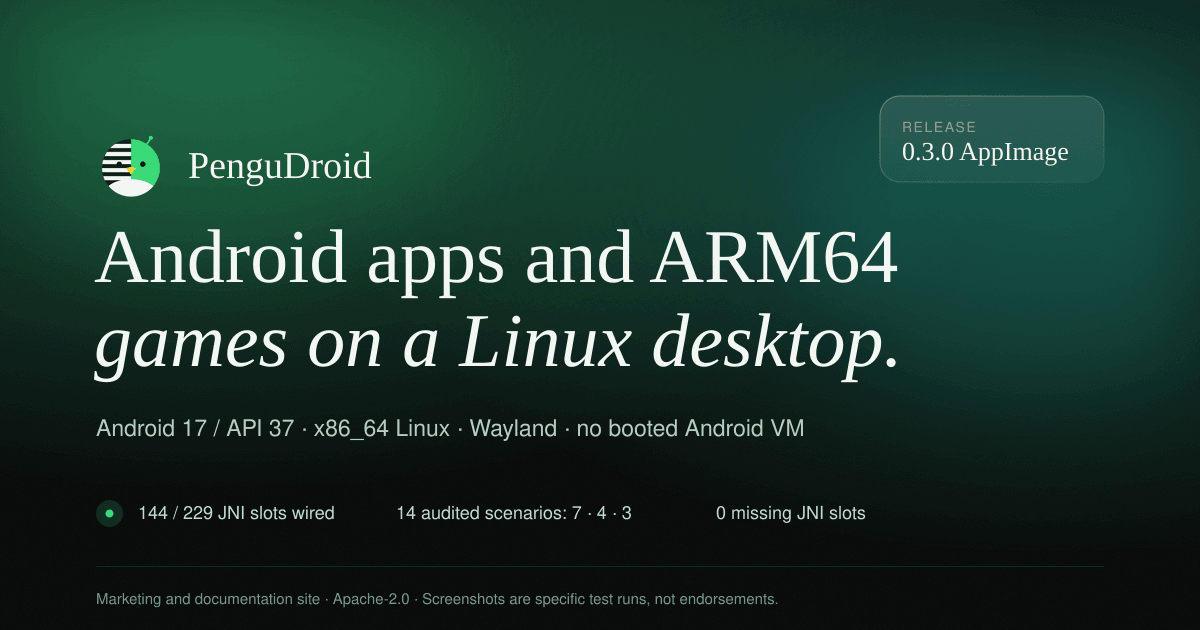 RELEASE
0.3.0 AppImage
PenguDroid
Android apps and ARM64
games on a Linux desktop.
Android 17 / API 37 · x86_64 Linux · Wayland · no booted Android VM
144 / 229 JNI slots wired
14 audited scenarios: 7 · 4 · 3
0 missing JNI slots
Marketing and documentation site · Apache-2.0 · Screenshots are specific test runs, not endorsements.